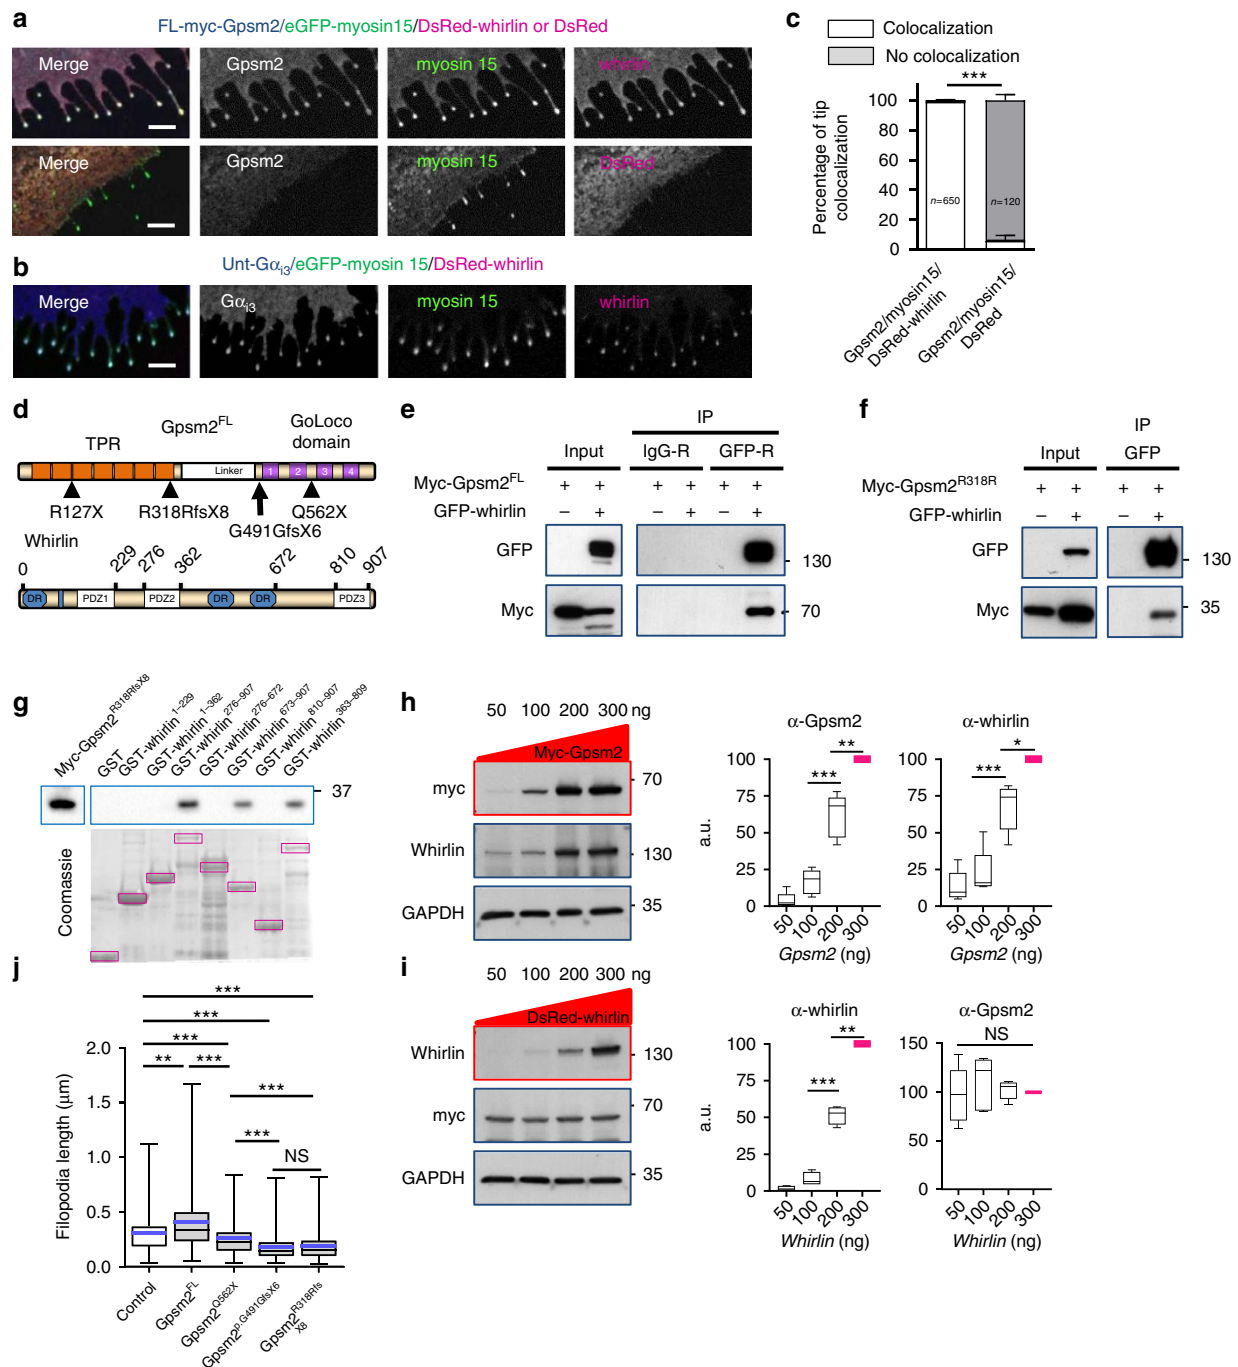 a
FL-myc-Gpsm2/eGFP-myosin15/DsRed-whirlin or DsRed
Merge
Gpsm2
myosin 15
whirlin
Merge
Gpsm2
myosin 15
DsRed
b
Unt-Gαi3/eGFP-myosin 15/DsRed-whirlin
Merge
Gαi3
myosin 15
whirlin
c
Colocalization
No colocalization
***
Percentage of tip
colocalization
100
80
60
40
20
0
n=650
n=120
Gpsm2/myosin15/
DsRed-whirlin
Gpsm2/myosin15/
DsRed
d
TPR
Gpsm2FL
GoLoco
domain
Linker
1 2 3 4
R127X
R318RfsX8
Q562X
G491GfsX6
Whirlin
0 229 276 362 672 810 907
DR PDZ1 PDZ2 DR DR PDZ3
e
IP
Input IgG-R GFP-R
Myc-Gpsm2FL + + + + + +
GFP-whirlin – + – + – +
GFP
130
Myc
70
f
IP
Input GFP
Myc-Gpsm2R318R + + + +
GFP-whirlin – + – +
GFP
130
Myc
35
g
Myc-Gpsm2R318RfsX8
GST
GST-whirlin1–229
GST-whirlin1–362
GST-whirlin276–907
GST-whirlin276–672
GST-whirlin673–907
GST-whirlin810–907
GST-whirlin363–809
37
Coomassie
h
50 100 200 300 ng
Myc-Gpsm2
myc
70
Whirlin
130
GAPDH
35
α-Gpsm2
a.u.
100
75
50
25
0
***
**
50 100 200 300
Gpsm2 (ng)
α-whirlin
100
75
50
25
0
***
*
50 100 200 300
Gpsm2 (ng)
i
50 100 200 300 ng
DsRed-whirlin
Whirlin
130
myc
70
GAPDH
35
α-whirlin
a.u.
100
75
50
25
0
***
**
50 100 200 300
Whirlin (ng)
α-Gpsm2
NS
150
100
50
0
50 100 200 300
Whirlin (ng)
j
***
***
***
** ***
***
***
NS
Filopodia length (μm)
2.0
1.5
1.0
0.5
0.0
Control
Gpsm2FL
Gpsm2Q562X
Gpsm2p.G491GfsX6
Gpsm2R318Rfs
X8